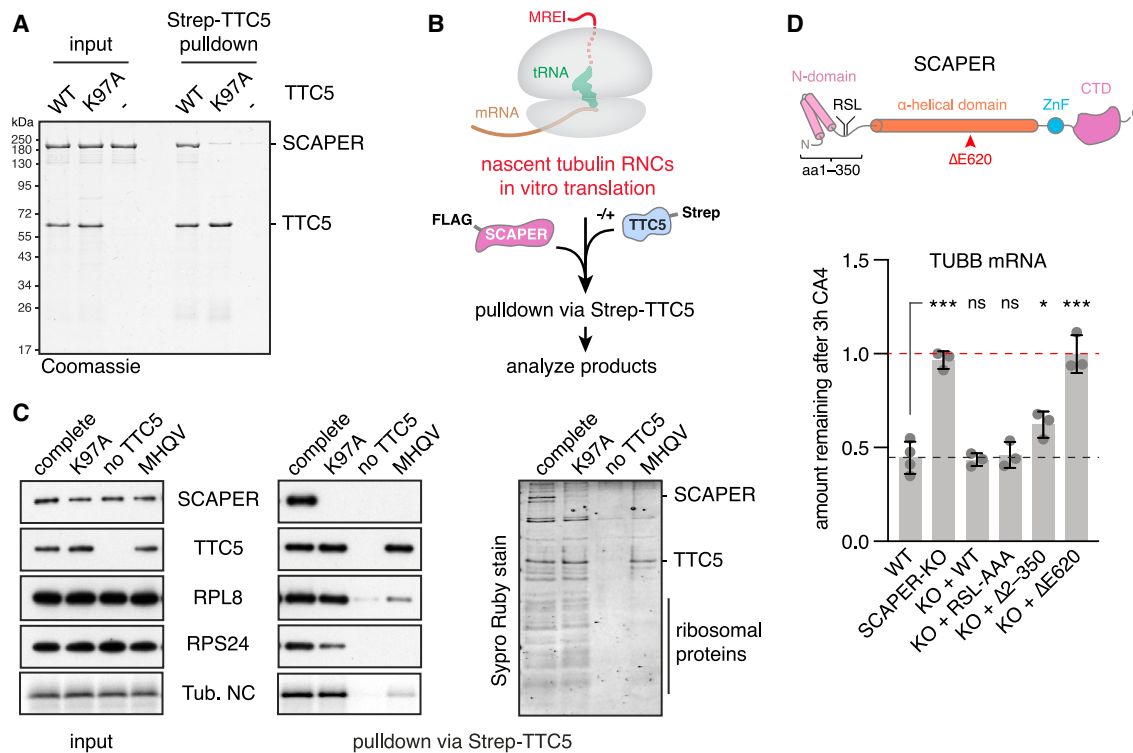 A
input
Strep-TTC5
pulldown
WT
K97A
-
WT
K97A
-
TTC5
kDa
250
180
130
95
72
55
43
34
26
17
SCAPER
TTC5
Coomassie
B
MREI
tRNA
mRNA
nascent tubulin RNCs
in vitro translation
FLAG
SCAPER
-/+
TTC5
Strep
pulldown via Strep-TTC5
analyze products
C
complete
K97A
no TTC5
MHQV
complete
K97A
no TTC5
MHQV
complete
K97A
no TTC5
MHQV
SCAPER
TTC5
RPL8
RPS24
Tub. NC
input
pulldown via Strep-TTC5
Sypro Ruby stain
SCAPER
TTC5
ribosomal
proteins
D
SCAPER
N-domain
RSL
α-helical domain
ZnF
CTD
N
C
aa1–350
ΔE620
TUBB mRNA
amount remaining after 3h CA4
1.5
1.0
0.5
0.0
***
ns
ns
*
***
WT
SCAPER-KO
KO + WT
KO + RSL-AAA
KO + Δ2–350
KO + ΔE620